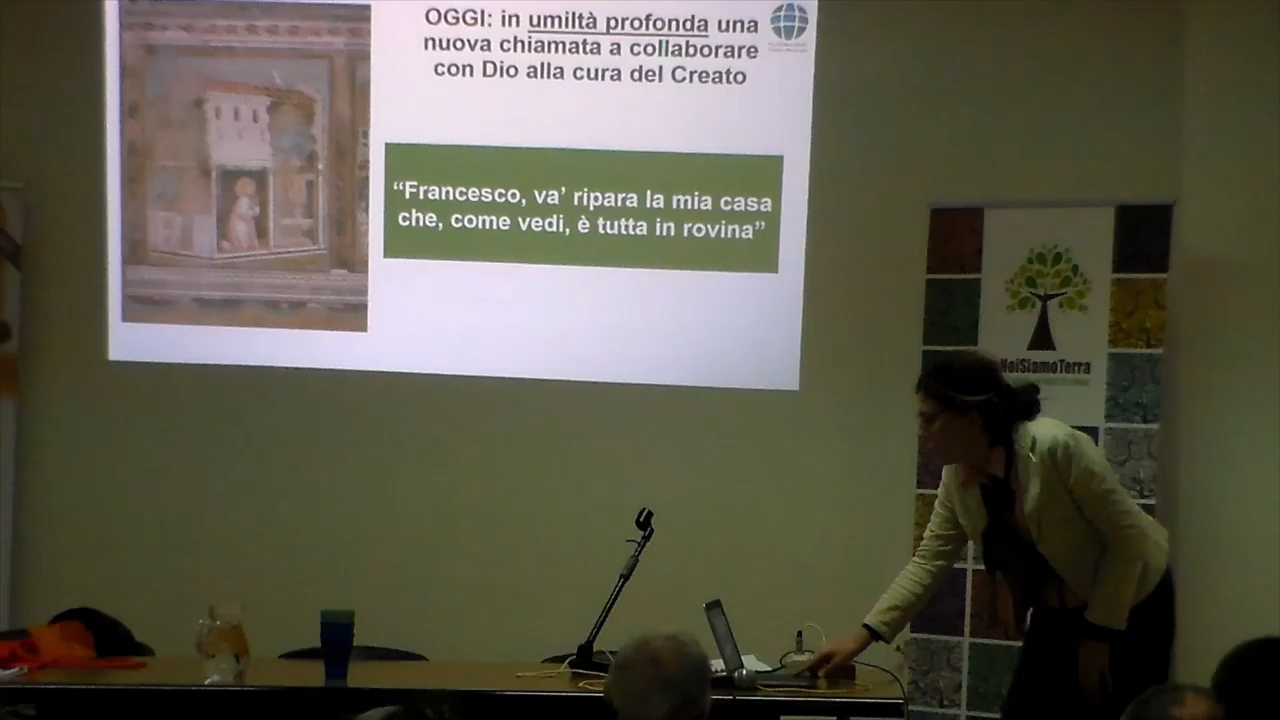 OGGI: in umiltà profonda una
nuova chiamata a collaborare
con Dio alla cura del Creato
“Francesco, va’ ripara la mia casa
che, come vedi, è tutta in rovina”
NoiSiamoTerra